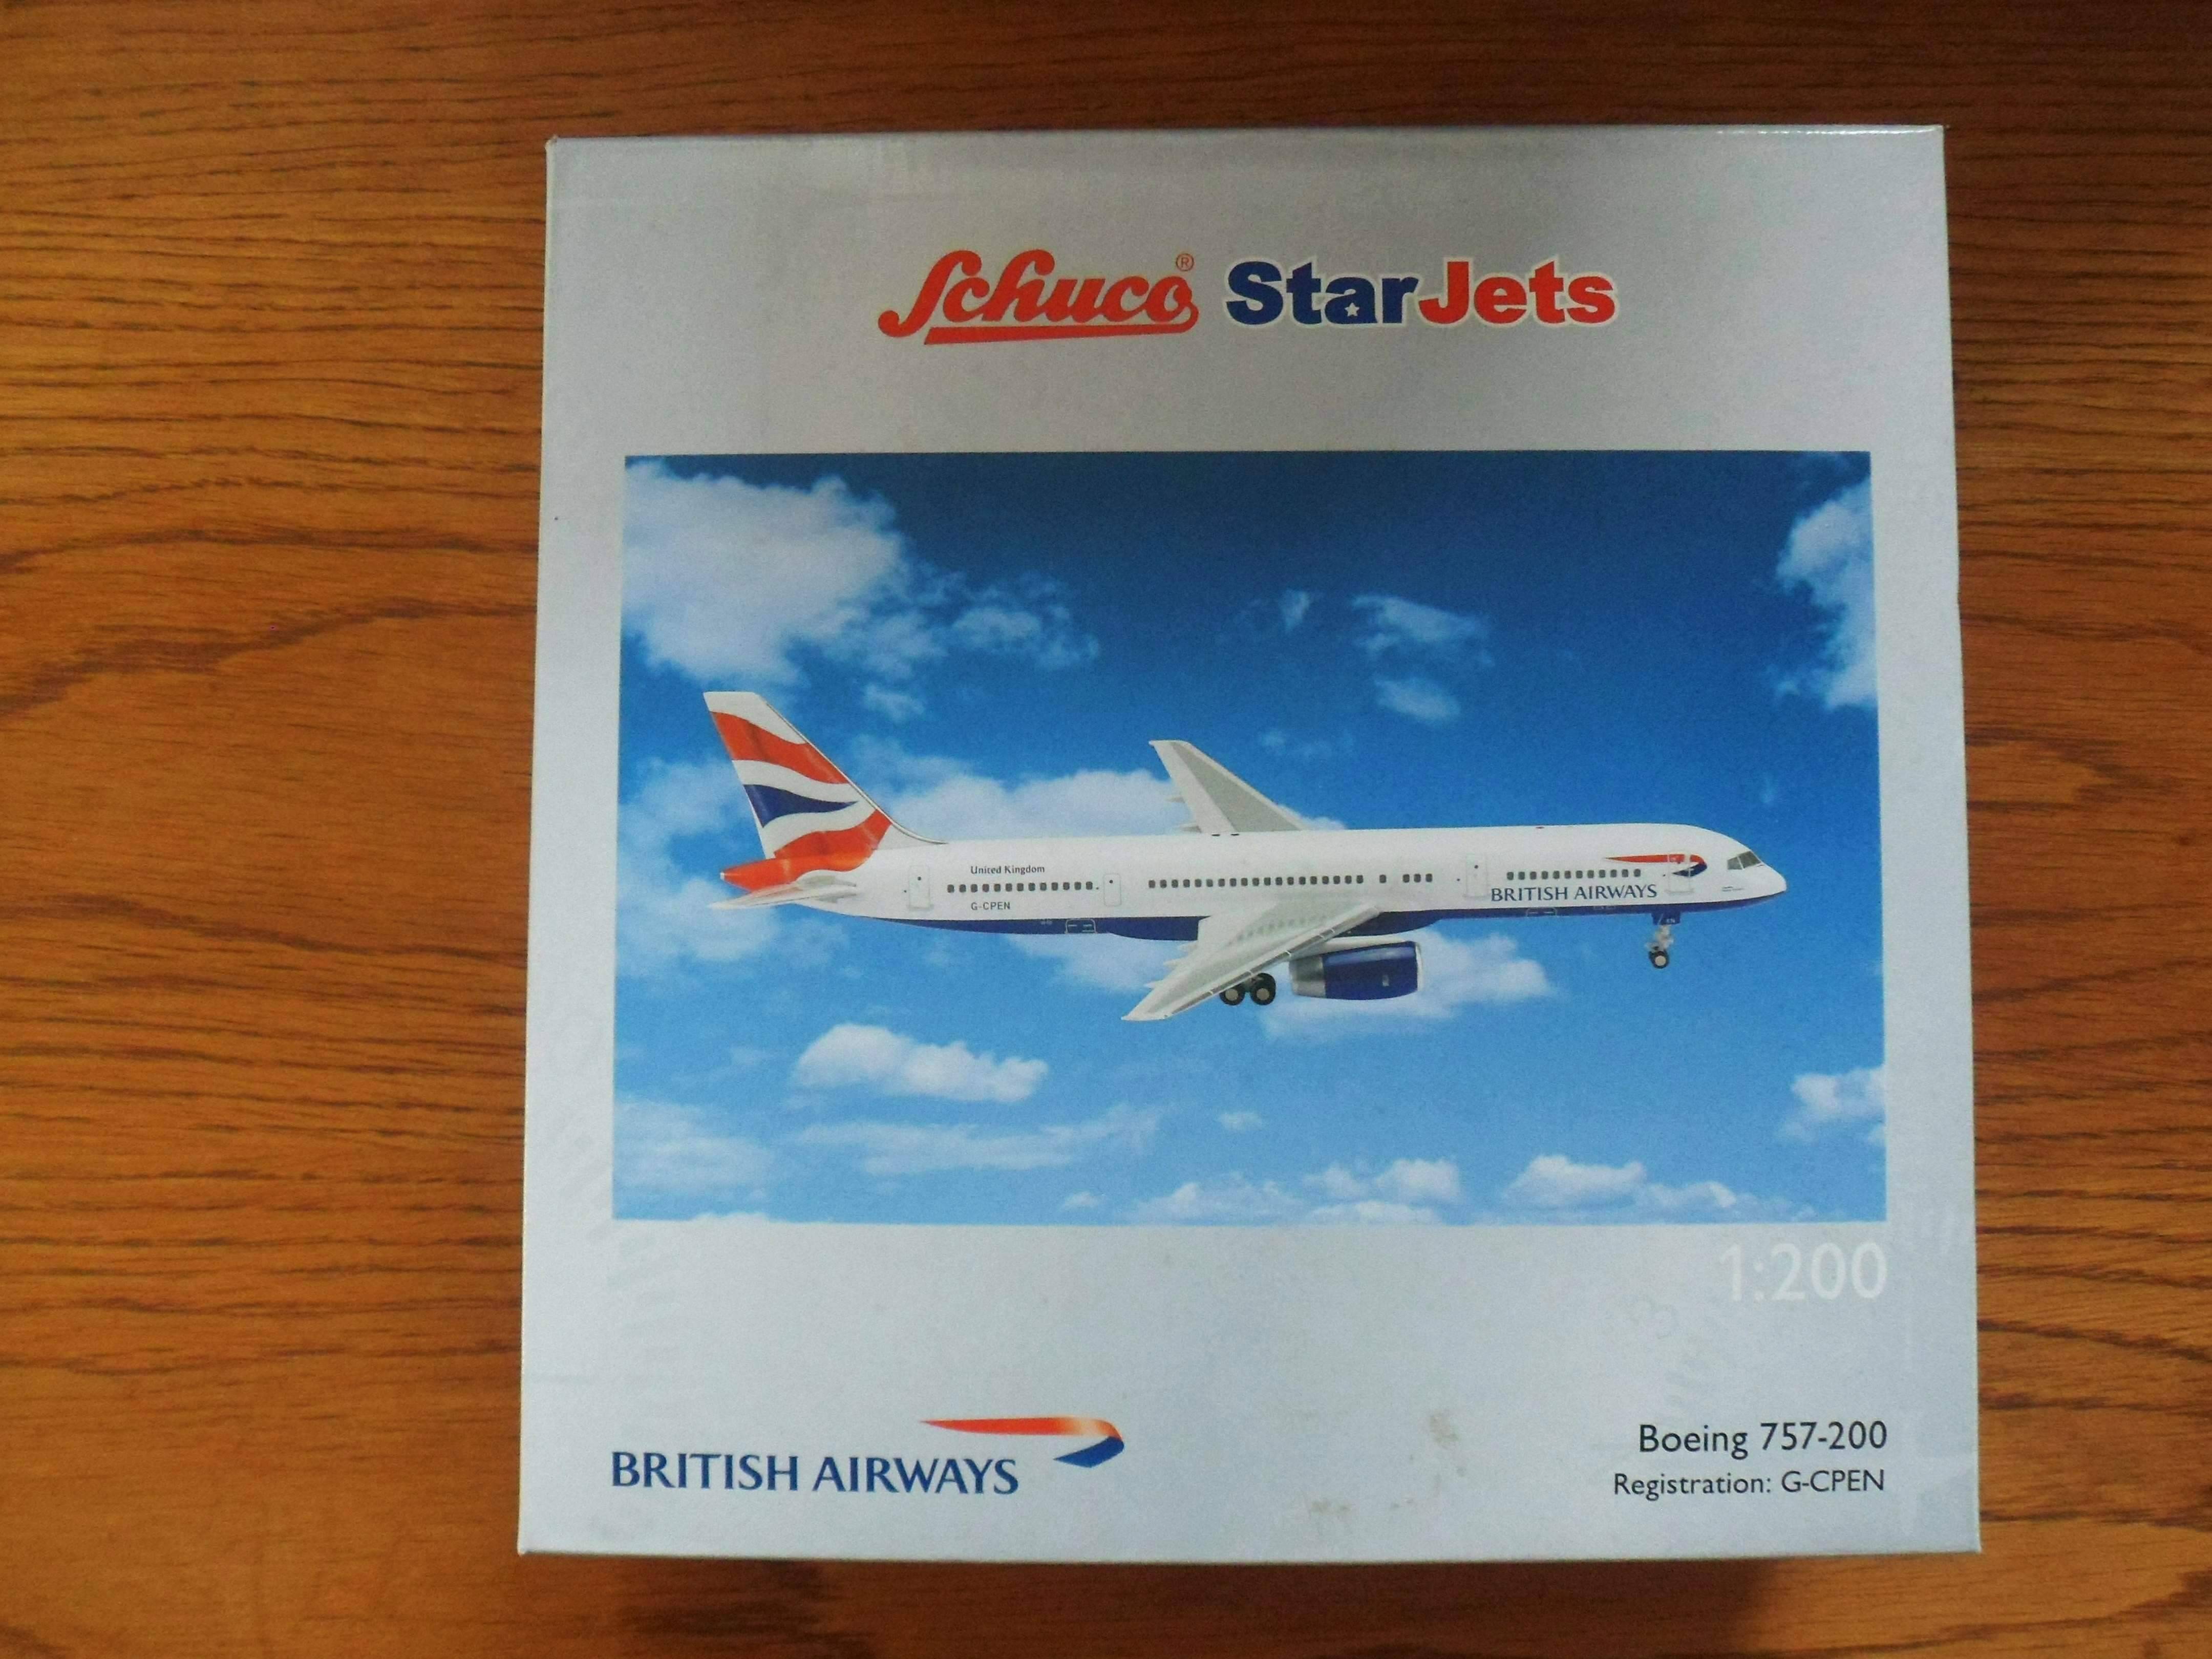 Schuco® StarJets
United Kingdom
G-CPEN
BRITISH AIRWAYS
1:200
BRITISH AIRWAYS
Boeing 757-200
Registration: G-CPEN